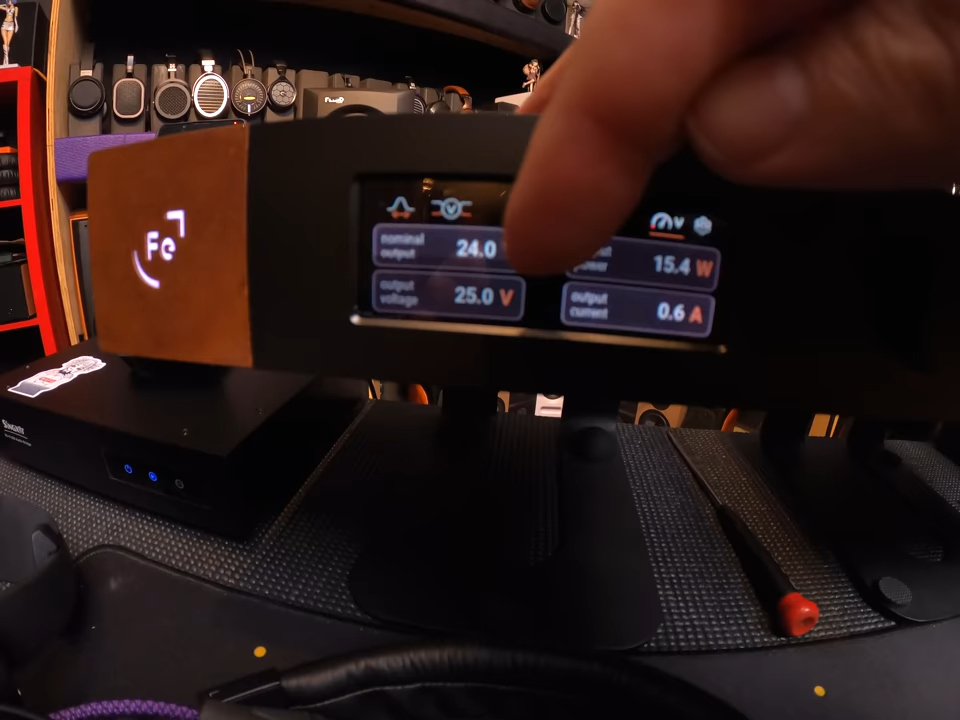 Fe
nominal
output
24.0
power
15.4 W
output
voltage
25.0 V
output
current
0.6 A